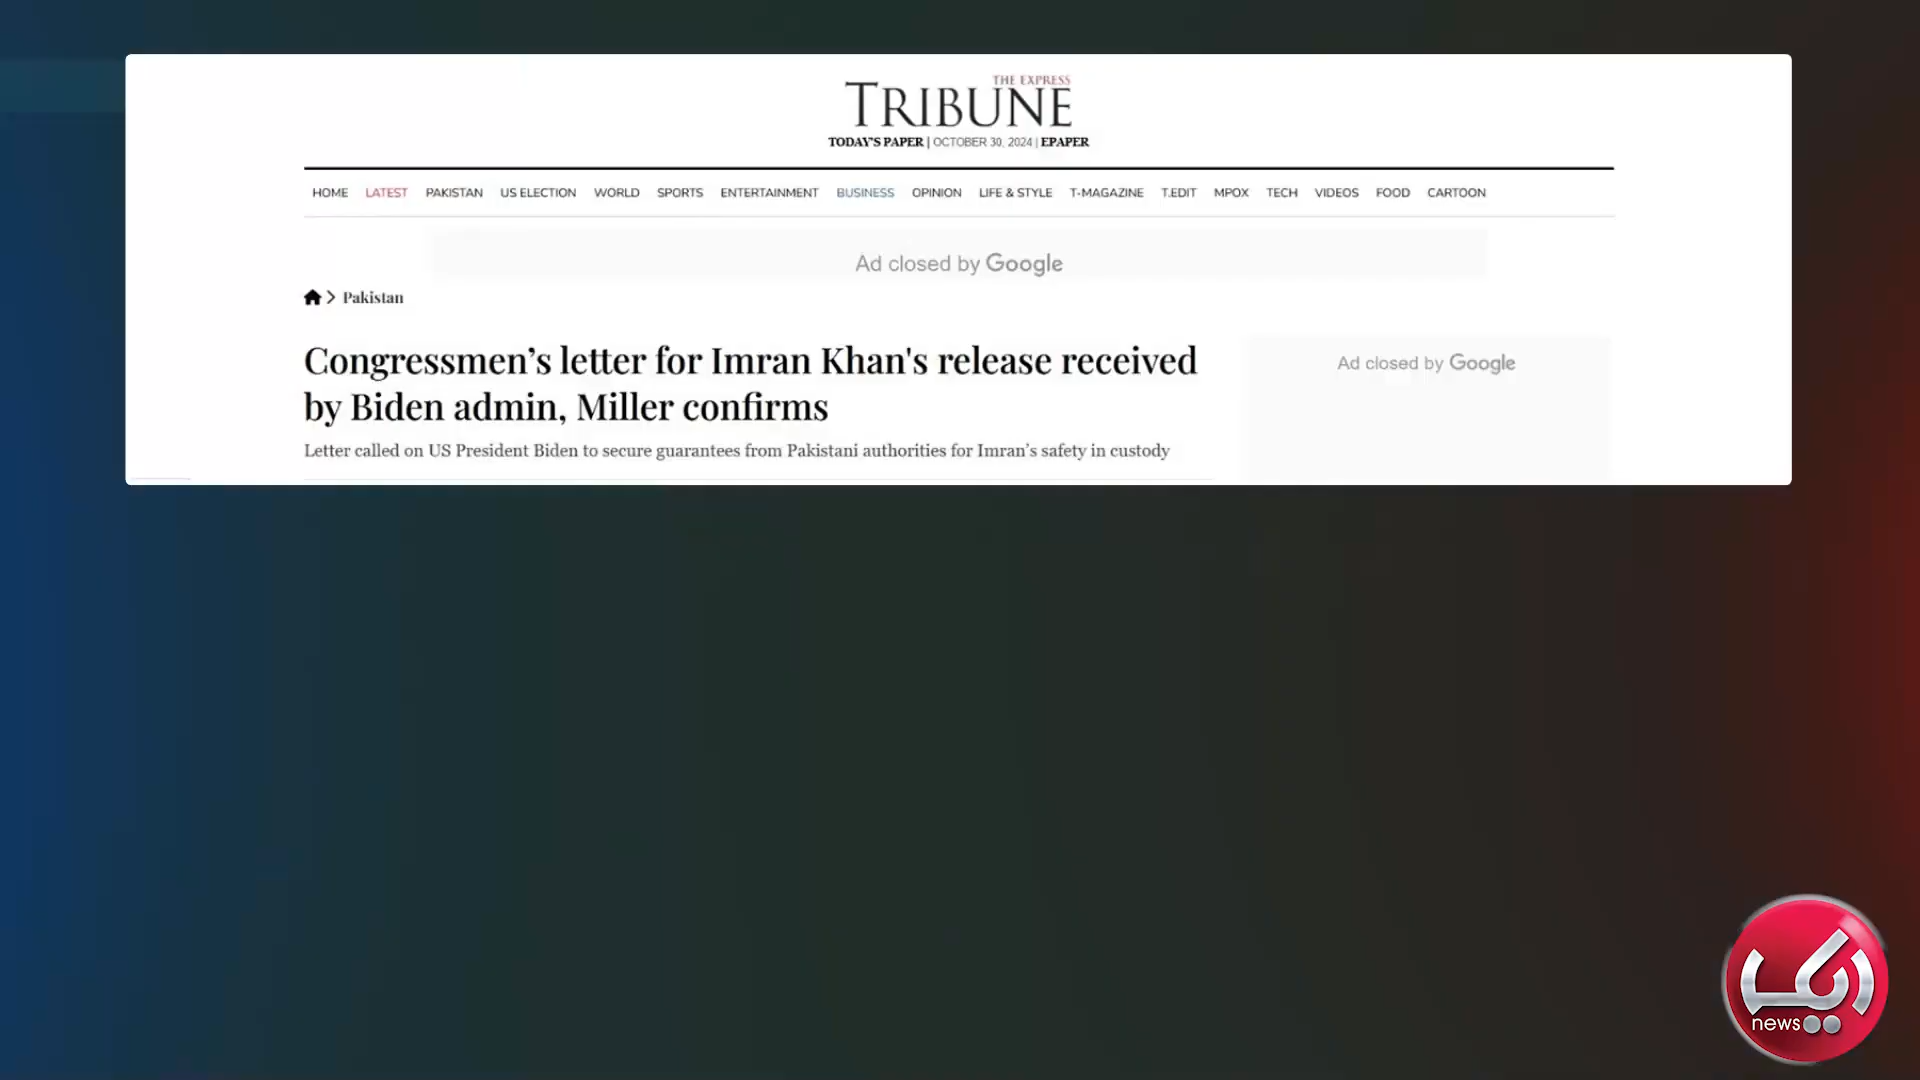 THE EXPRESS
TRIBUNE
TODAY'S PAPER | OCTOBER 30, 2024 | EPAPER
HOME LATEST PAKISTAN US ELECTION WORLD SPORTS ENTERTAINMENT BUSINESS OPINION LIFE & STYLE T-MAGAZINE T.EDIT MPOX TECH VIDEOS FOOD CARTOON
Ad closed by Google
Pakistan
Congressmen’s letter for Imran Khan's release received
by Biden admin, Miller confirms
Letter called on US President Biden to secure guarantees from Pakistani authorities for Imran’s safety in custody
Ad closed by Google
ایک
news